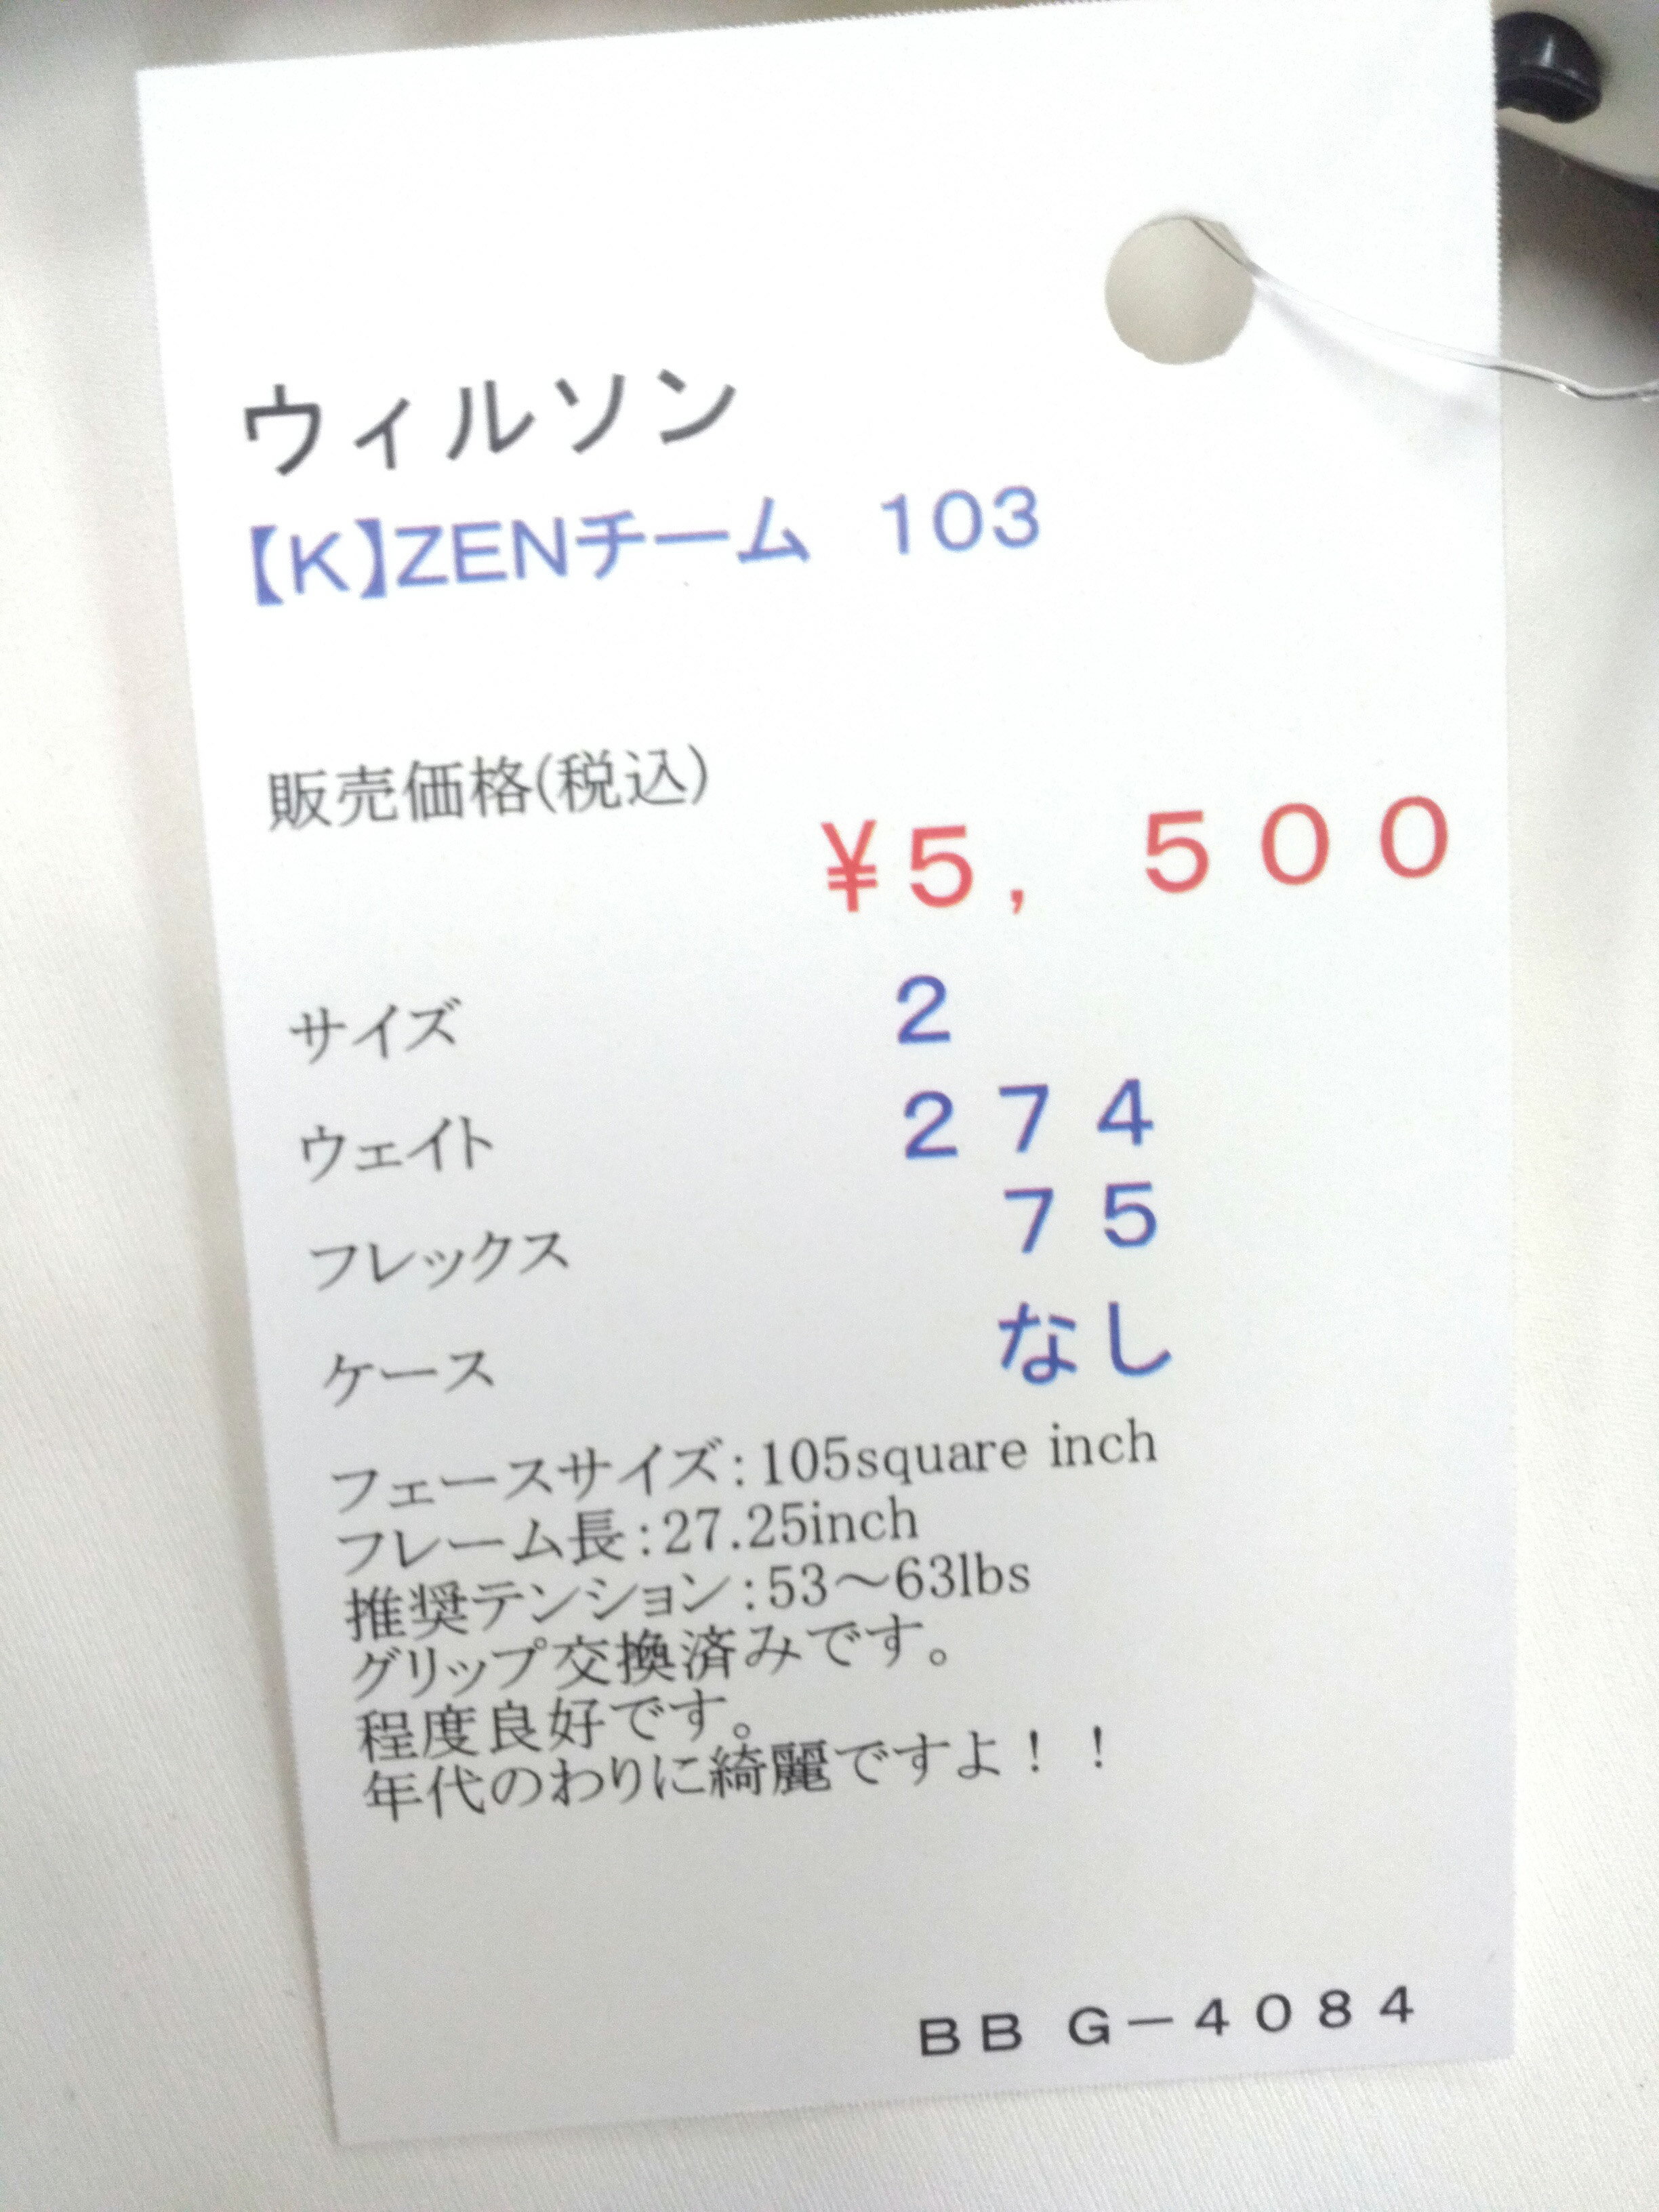 ウィルソン
【K】ZENチーム 103
販売価格(税込)
¥5,500
サイズ 2
ウェイト 274
フレックス 75
ケース なし
フェースサイズ:105square inch
フレーム長:27.25inch
推奨テンション:53～63lbs
グリップ交換済みです。
程度良好です。
年代のわりに綺麗ですよ！！
BB G－4084